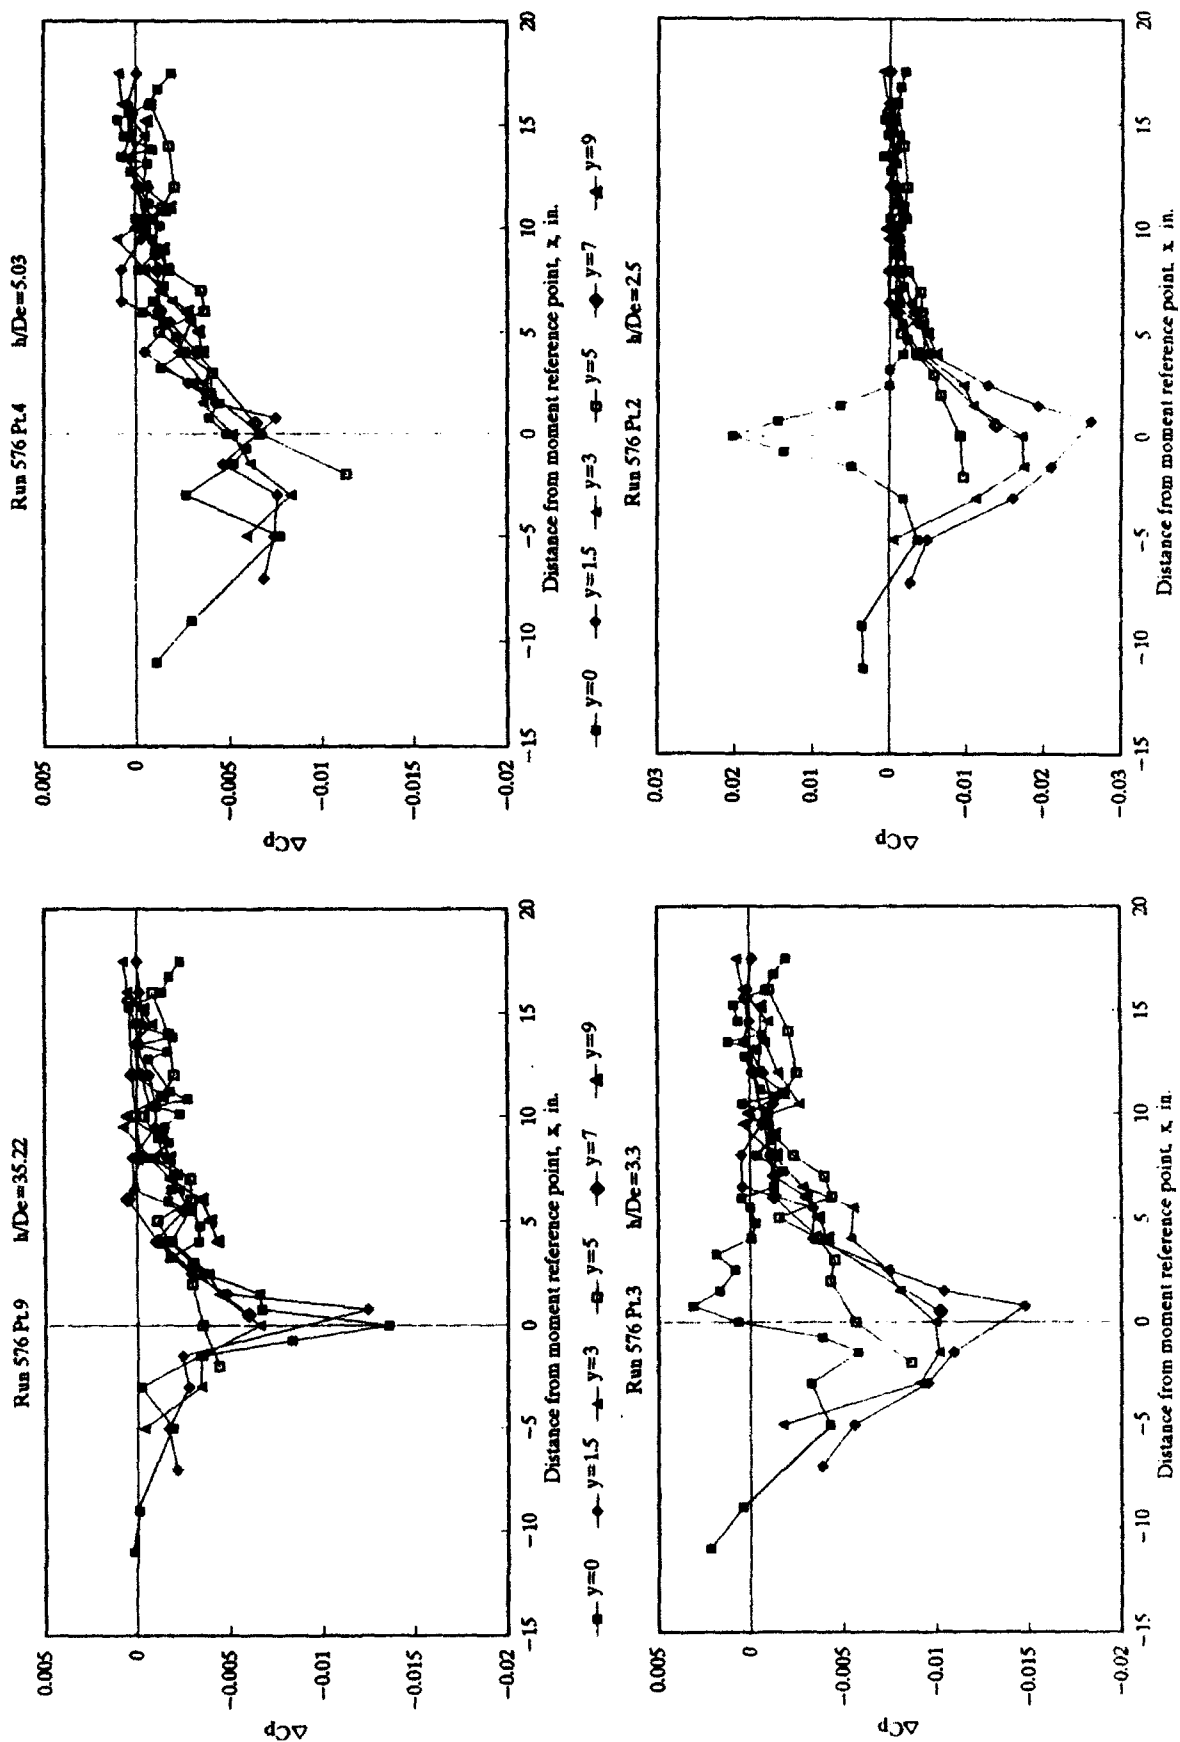 Run 576 Pt.9 h/De=35.22
0.005
0
-0.005
-0.01
-0.015
-0.02
ΔCp
-15 -10 -5 0 5 10 15 20
Distance from moment reference point, x, in.
Run 576 Pt.4 h/De=5.03
0.005
0
-0.005
-0.01
-0.015
-0.02
ΔCp
-15 -10 -5 0 5 10 15 20
Distance from moment reference point, x, in.
y=0 y=1.5 y=3 y=5 y=7 y=9
y=0 y=1.5 y=3 y=5 y=7 y=9
Run 576 Pt.3 h/De=3.3
0.005
0
-0.005
-0.01
-0.015
-0.02
ΔCp
-15 -10 -5 0 5 10 15 20
Distance from moment reference point, x, in.
Run 576 Pt.2 h/De=2.5
0.03
0.02
0.01
0
-0.01
-0.02
-0.03
ΔCp
-15 -10 -5 0 5 10 15 20
Distance from moment reference point, x, in.